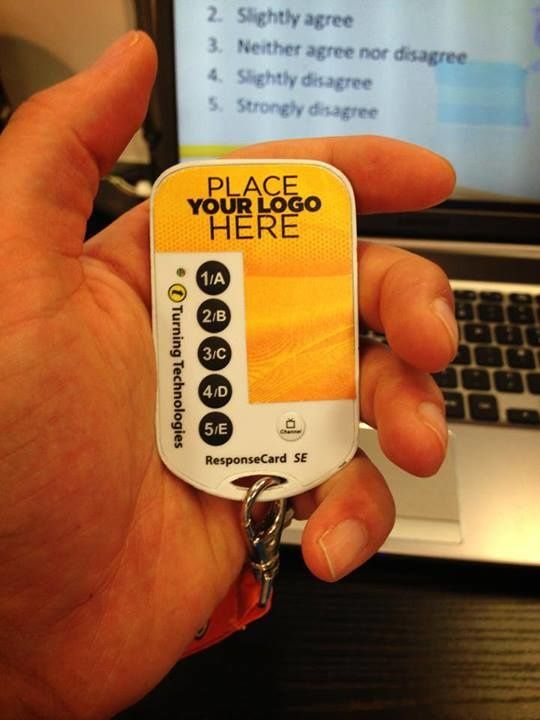 2. Slightly agree
3. Neither agree nor disagree
4. Slightly disagree
5. Strongly disagree
PLACE
YOUR LOGO
HERE
1/A
2/B
3/C
4/D
5/E
Turning Technologies
Channel
ResponseCard SE